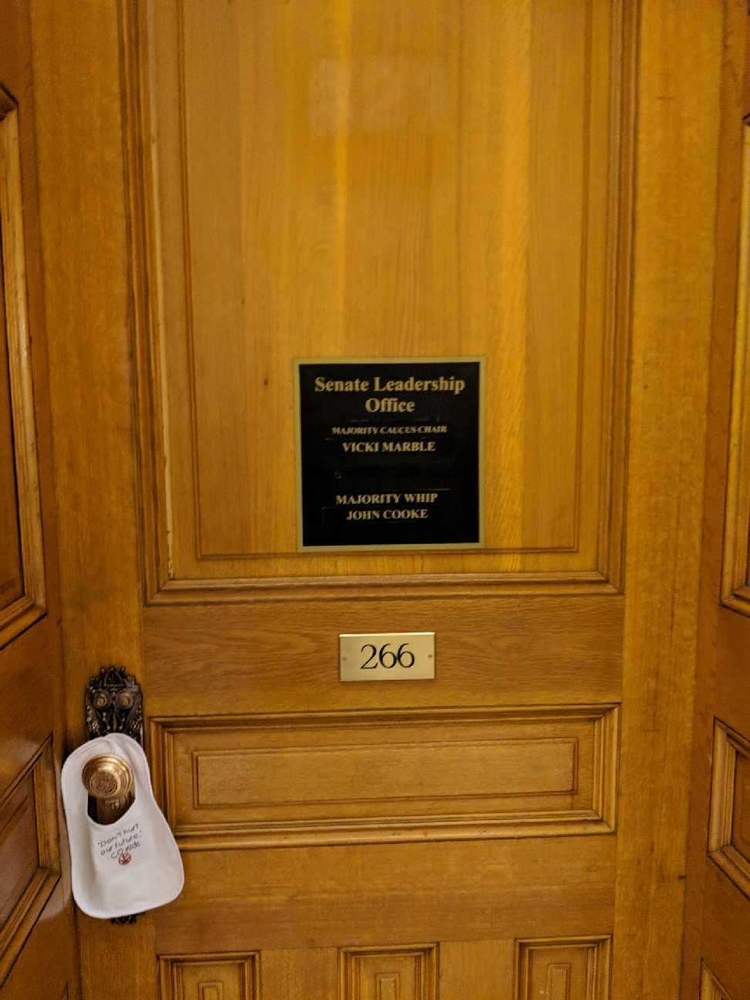 Senate Leadership
Office
MAJORITY CAUCUS CHAIR
VICKI MARBLE
MAJORITY WHIP
JOHN COOKE
266
"Don't hurt
our future."
-CO kids